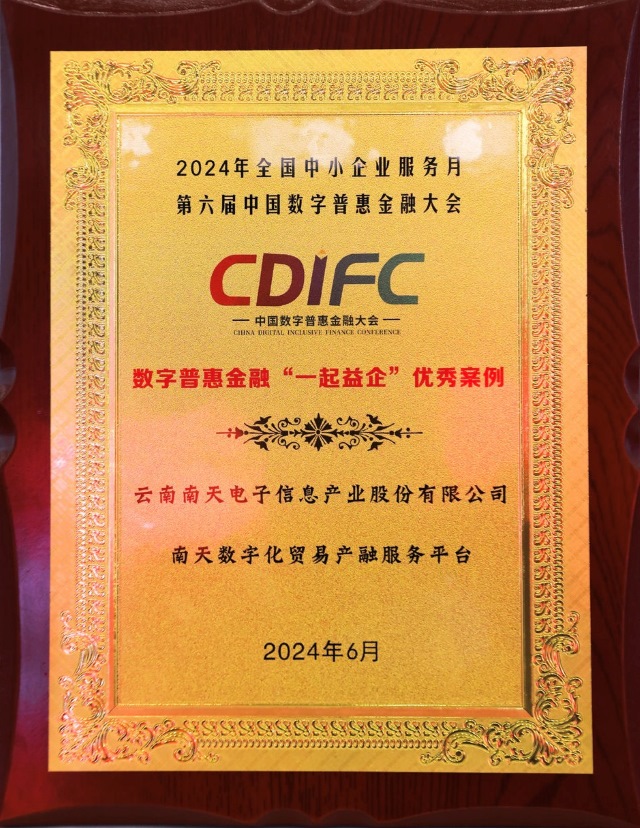 2024年全国中小企业服务月
第六届中国数字普惠金融大会
CDIFC
中国数字普惠金融大会
CHINA DIGITAL INCLUSIVE FINANCE CONFERENCE
数字普惠金融“一起益企”优秀案例
云南南天电子信息产业股份有限公司
南天数字化贸易产融服务平台
2024年6月